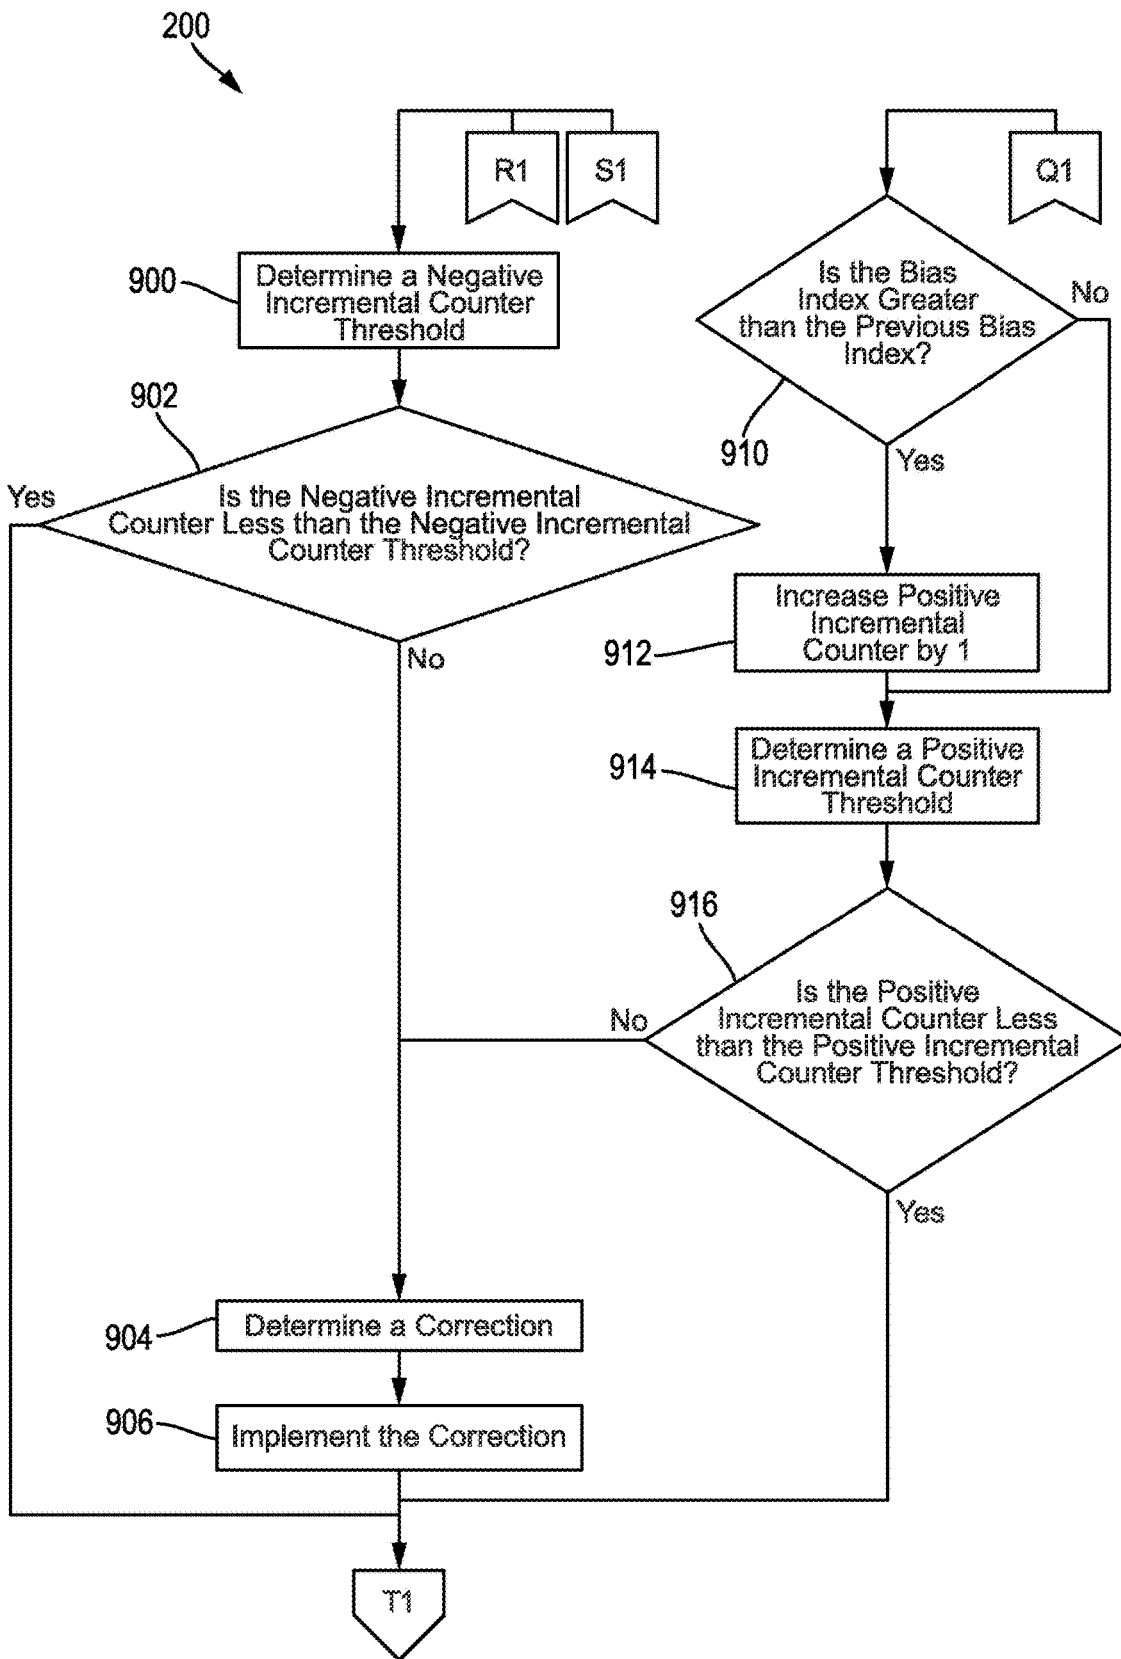 200
R1
S1
Q1
900
Determine a Negative
Incremental Counter
Threshold
Is the Bias
Index Greater
than the Previous Bias
Index?
No
910
Yes
902
Yes
Is the Negative Incremental
Counter Less than the Negative Incremental
Counter Threshold?
No
912
Increase Positive
Incremental
Counter by 1
914
Determine a Positive
Incremental Counter
Threshold
916
No
Is the Positive
Incremental Counter Less
than the Positive Incremental
Counter Threshold?
Yes
904
Determine a Correction
906
Implement the Correction
T1